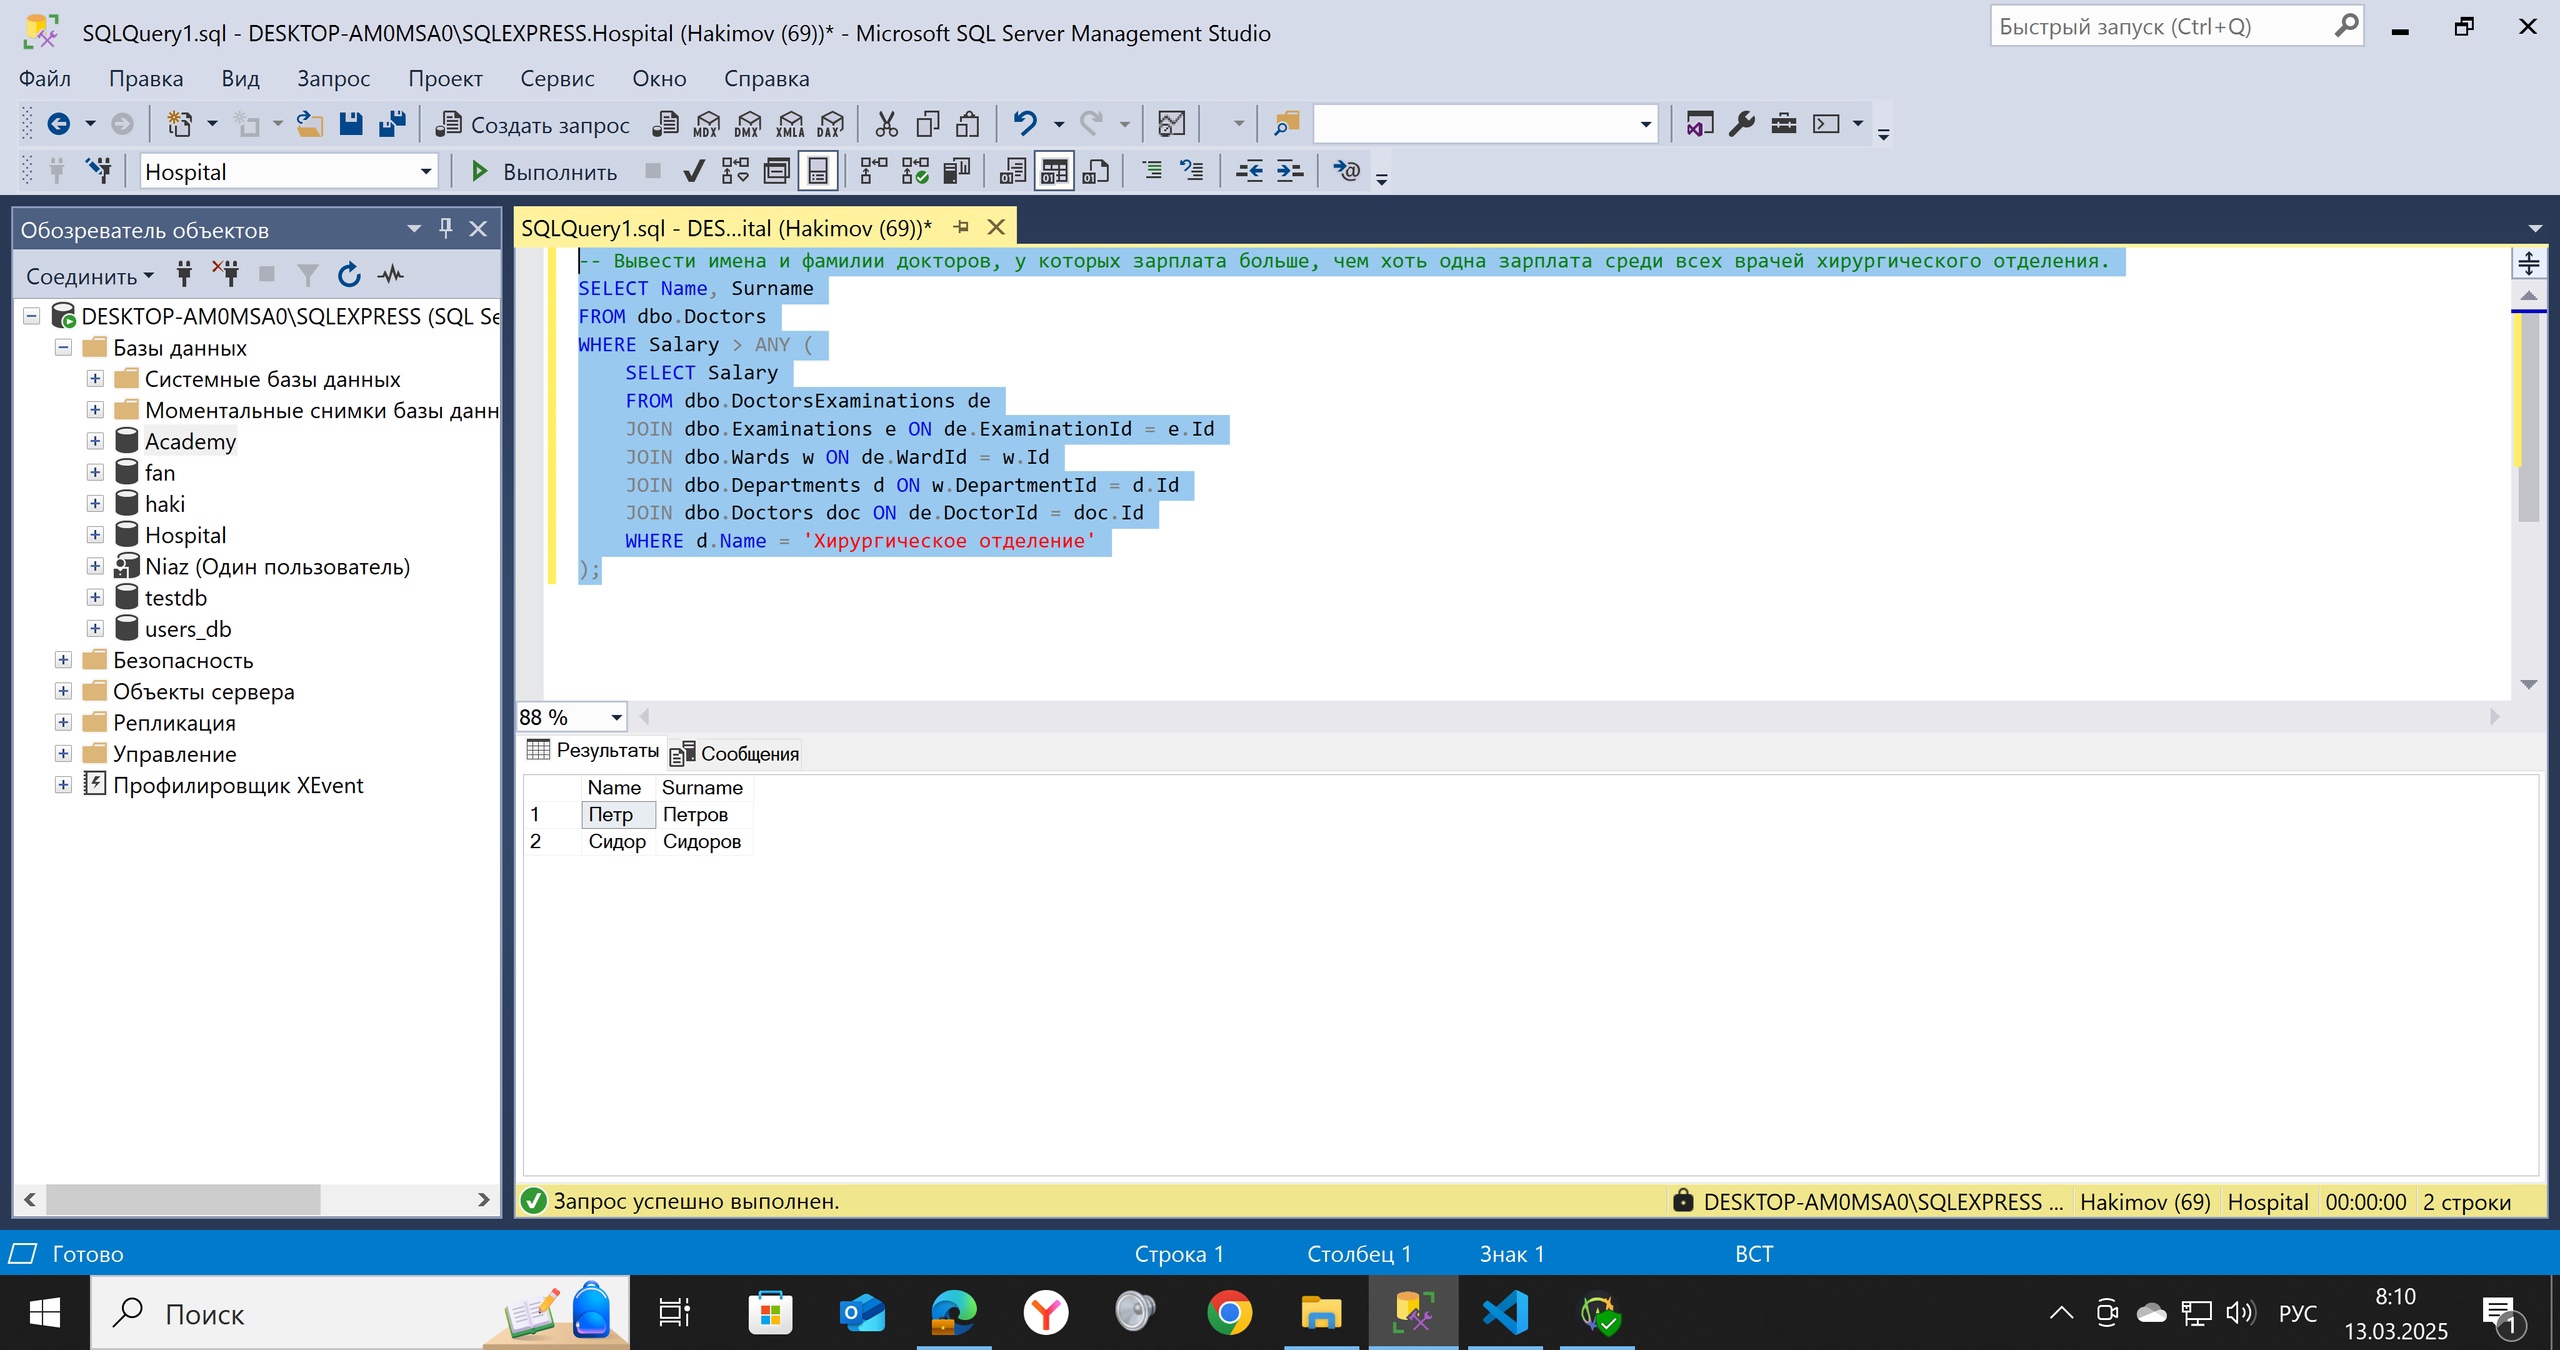 SQLQuery1.sql - DESKTOP-AM0MSA0\SQLEXPRESS.Hospital (Hakimov (69))* - Microsoft SQL Server Management Studio
Быстрый запуск (Ctrl+Q)
Файл Правка Вид Запрос Проект Сервис Окно Справка
Создать запрос MDX DMX XMLA DAX
Hospital Выполнить
Обозреватель объектов
Соединить
DESKTOP-AM0MSA0\SQLEXPRESS (SQL Se
Базы данных
Системные базы данных
Моментальные снимки базы данн
Academy
fan
haki
Hospital
Niaz (Один пользователь)
testdb
users_db
Безопасность
Объекты сервера
Репликация
Управление
Профилировщик XEvent
SQLQuery1.sql - DES...ital (Hakimov (69))*
-- Вывести имена и фамилии докторов, у которых зарплата больше, чем хоть одна зарплата среди всех врачей хирургического отделения.
SELECT Name, Surname
FROM dbo.Doctors
WHERE Salary > ANY (
SELECT Salary
FROM dbo.DoctorsExaminations de
JOIN dbo.Examinations e ON de.ExaminationId = e.Id
JOIN dbo.Wards w ON de.WardId = w.Id
JOIN dbo.Departments d ON w.DepartmentId = d.Id
JOIN dbo.Doctors doc ON de.DoctorId = doc.Id
WHERE d.Name = 'Хирургическое отделение'
);
88 %
Результаты Сообщения
Name Surname
1 Петр Петров
2 Сидор Сидоров
Запрос успешно выполнен.
DESKTOP-AM0MSA0\SQLEXPRESS ... Hakimov (69) Hospital 00:00:00 2 строки
Готово Строка 1 Столбец 1 Знак 1 ВСТ
Поиск
РУС
8:10
13.03.2025
1